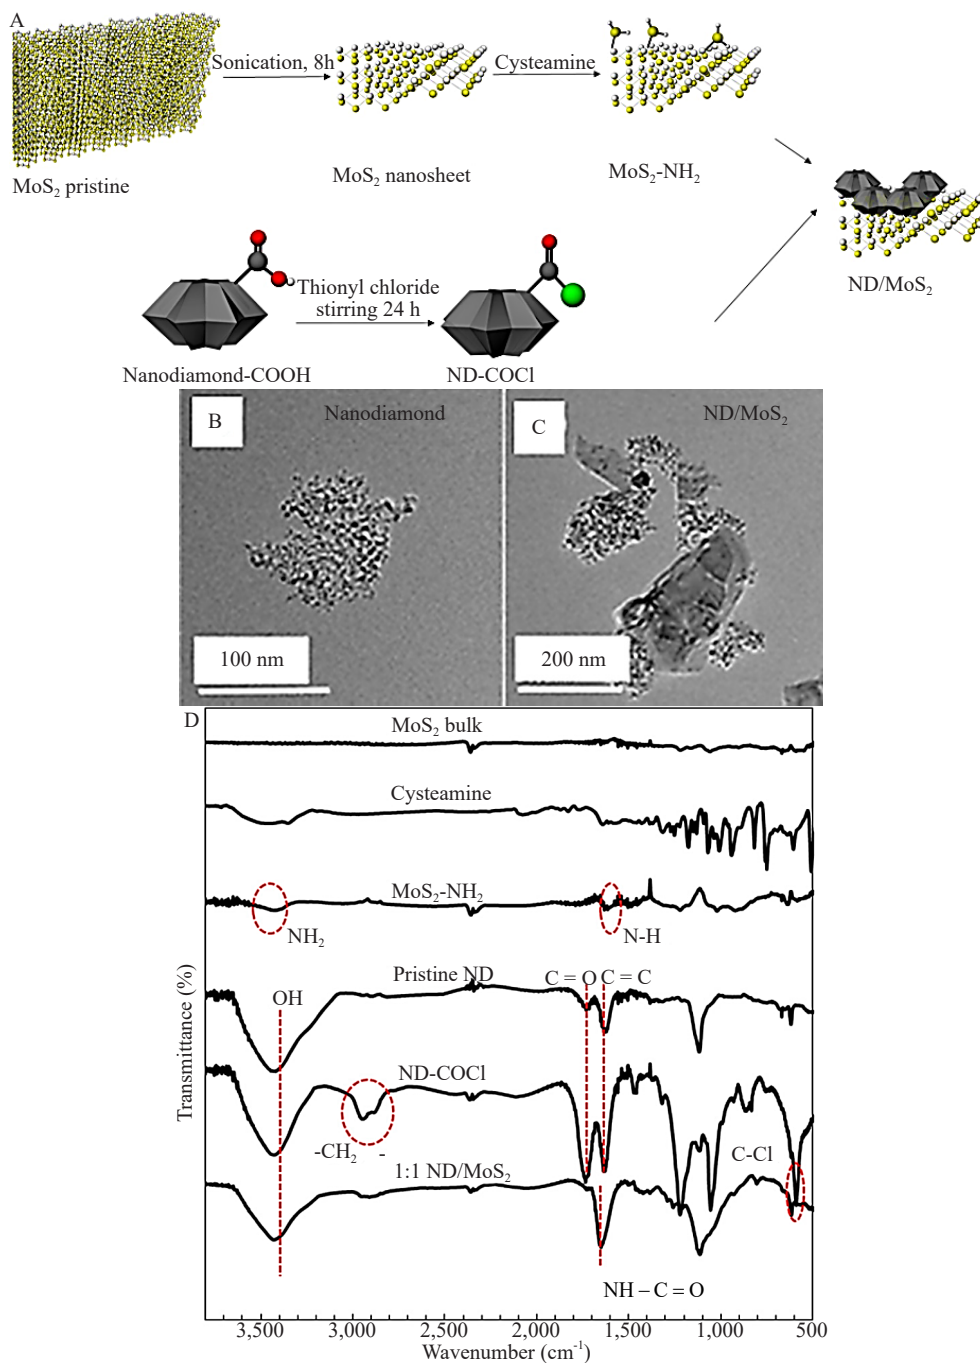 A
Sonication, 8h
Cysteamine
MoS₂ pristine
MoS₂ nanosheet
MoS₂-NH₂
ND/MoS₂
Thionyl chloride
stirring 24 h
Nanodiamond-COOH
ND-COCl
B
Nanodiamond
100 nm
C
ND/MoS₂
200 nm
D
MoS₂ bulk
Cysteamine
MoS₂-NH₂
NH₂
N-H
Pristine ND
C = O
C = C
OH
ND-COCl
-CH₂ -
C-Cl
1:1 ND/MoS₂
NH – C = O
Transmittance (%)
3,500 3,000 2,500 2,000 1,500 1,000 500
Wavenumber (cm⁻¹)